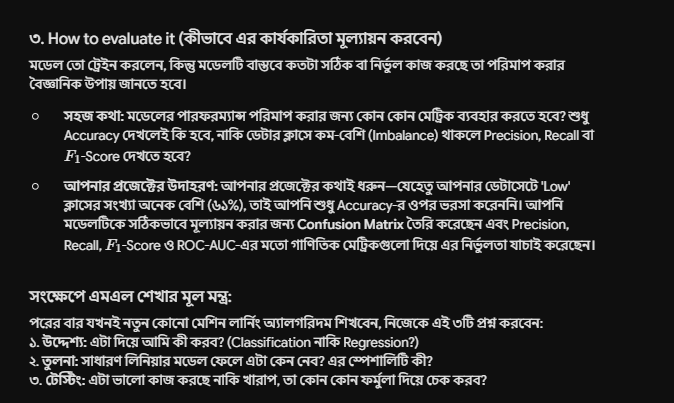 ৩. How to evaluate it (কীভাবে এর কার্যকারিতা মূল্যায়ন করবেন)
মডেল তো ট্রেইন করলেন, কিন্তু মডেলটি বাস্তবে কতটা সঠিক বা নির্ভুল কাজ করছে তা পরিমাপ করার
বৈজ্ঞানিক উপায় জানতে হবে।
○ সহজ কথা: মডেলের পারফরম্যান্স পরিমাপ করার জন্য কোন কোন মেট্রিক ব্যবহার করতে হবে? শুধু
Accuracy দেখলেই কি হবে, নাকি ডেটার ক্লাসে কম-বেশি (Imbalance) থাকলে Precision, Recall বা
F₁-Score দেখতে হবে?
○ আপনার প্রজেক্টের উদাহরণ: আপনার প্রজেক্টের কথাই ধরুন—যেহেতু আপনার ডেটাসেটে 'Low'
ক্লাসের সংখ্যা অনেক বেশি (৬১%), তাই আপনি শুধু Accuracy-র ওপর ভরসা করেননি। আপনি
মডেলটিকে সঠিকভাবে মূল্যায়ন করার জন্য Confusion Matrix তৈরি করেছেন এবং Precision,
Recall, F₁-Score ও ROC-AUC-এর মতো গাণিতিক মেট্রিকগুলো দিয়ে এর নির্ভুলতা যাচাই করেছেন।
সংক্ষেপে এমএল শেখার মূল মন্ত্র:
পরের বার যখনই নতুন কোনো মেশিন লার্নিং অ্যালগরিদম শিখবেন, নিজেকে এই ৩টি প্রশ্ন করবেন:
১. উদ্দেশ্য: এটা দিয়ে আমি কী করব? (Classification নাকি Regression?)
২. তুলনা: সাধারণ লিনিয়ার মডেল ফেলে এটা কেন নেব? এর স্পেশালিটি কী?
৩. টেস্টিং: এটা ভালো কাজ করছে নাকি খারাপ, তা কোন কোন ফর্মুলা দিয়ে চেক করব?